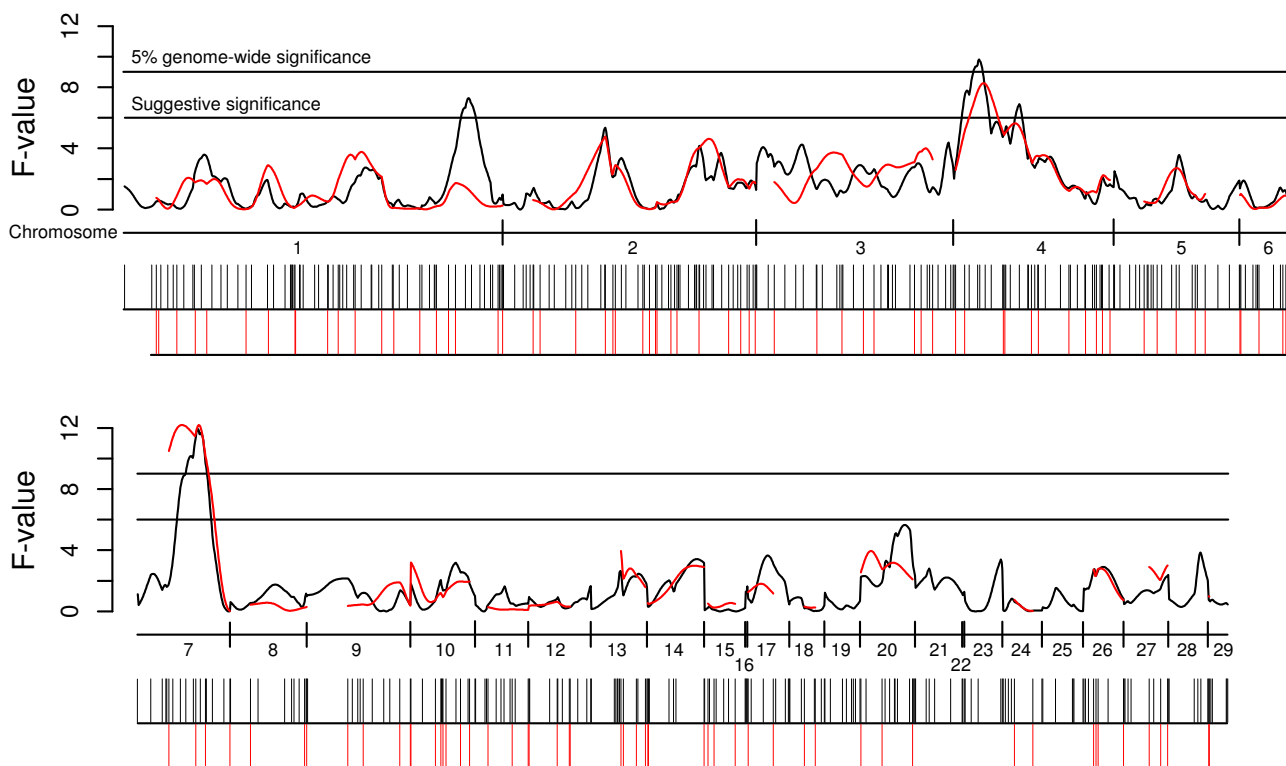 12
5% genome-wide significance
8
Suggestive significance
4
0
F-value
Chromosome
1 2 3 4 5 6
12
8
4
0
F-value
7 8 9 10 11 12 13 14 15 17 18 19 20 21 23 24 25 26 27 28 29
16 22